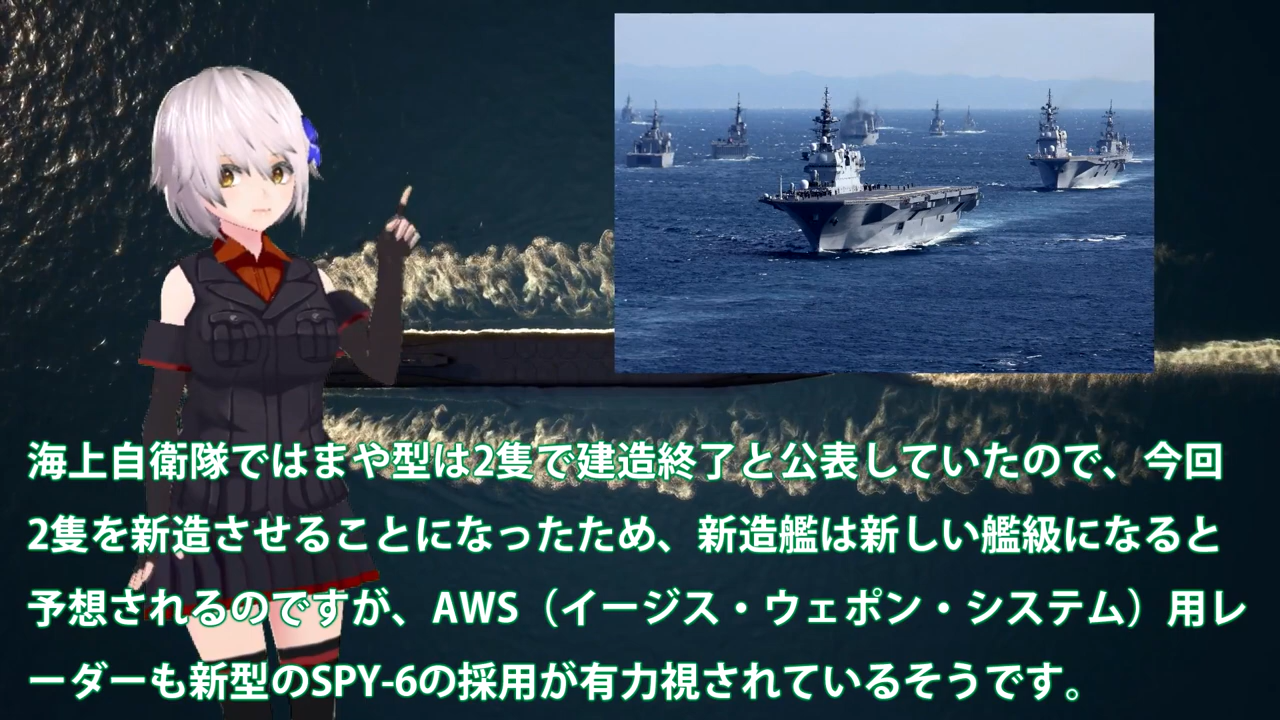 海上自衛隊ではまや型は2隻で建造終了と公表していたので、今回
2隻を新造させることになったため、新造艦は新しい艦級になると
予想されるのですが、AWS（イージス・ウェポン・システム）用レ
ーダーも新型のSPY-6の採用が有力視されているそうです。